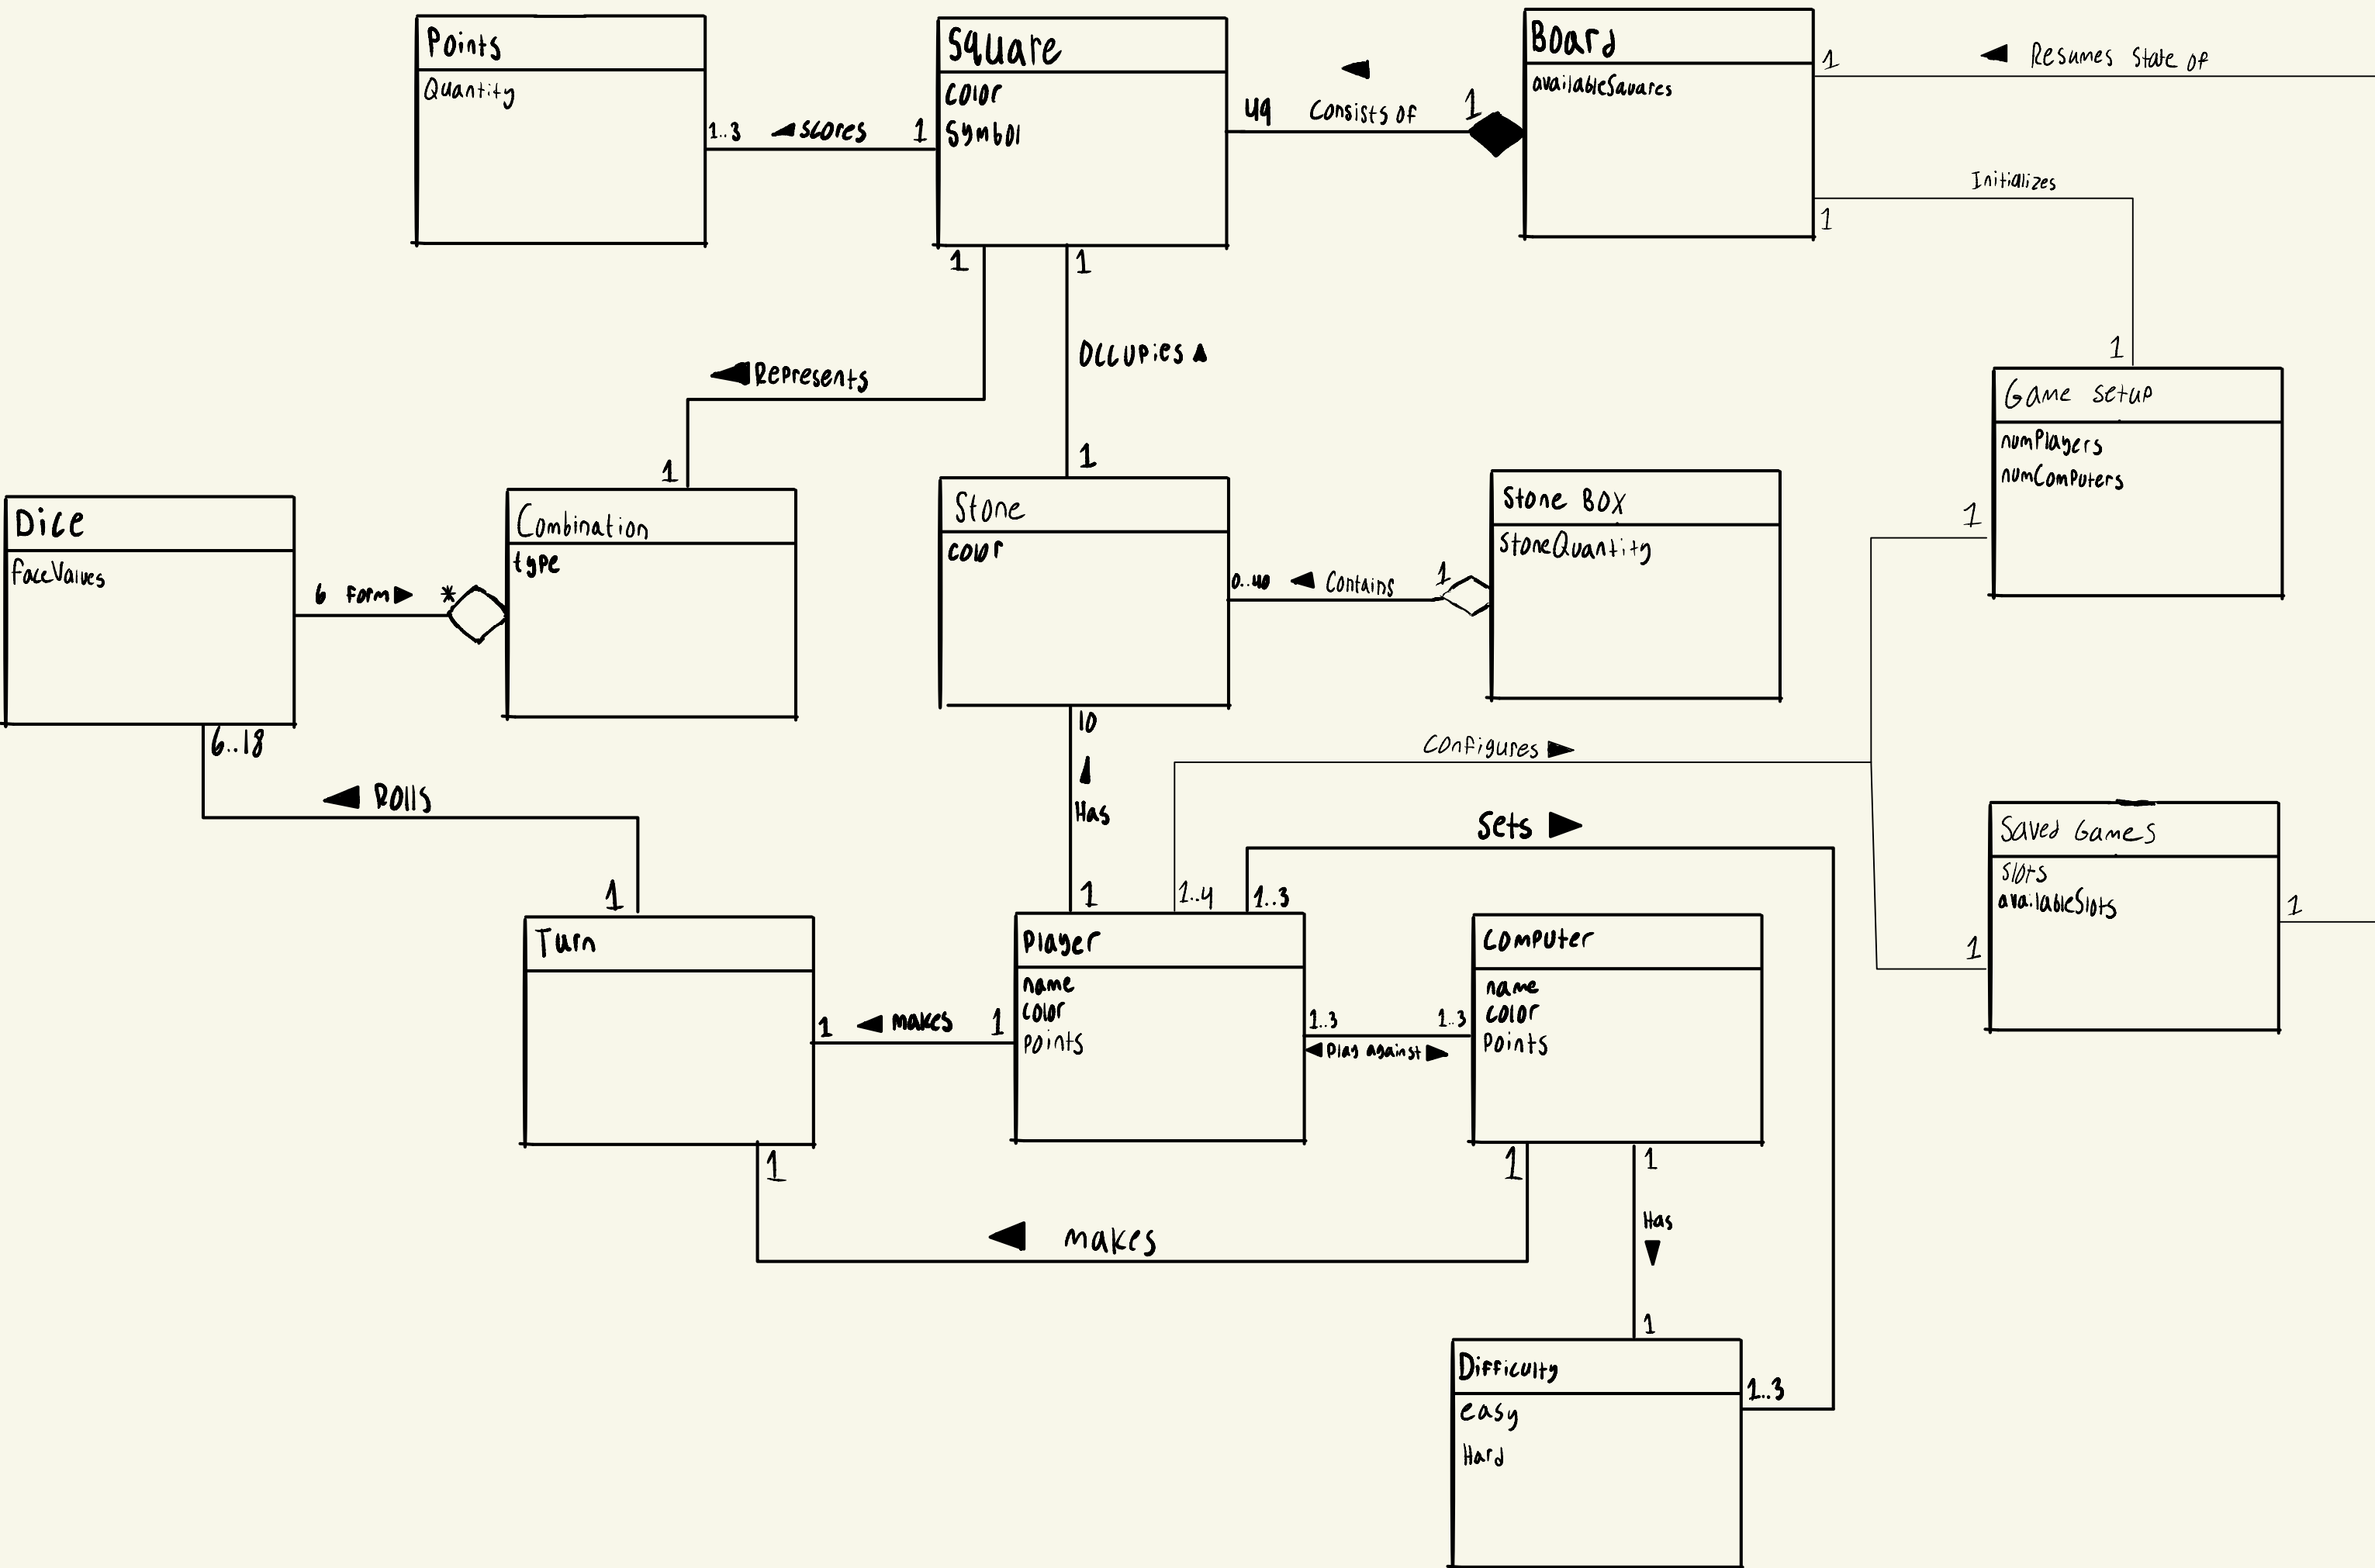 Points
Quantity
1..3
scores
1
Square
color
Symbol
49
Consists of
1
Board
availableSquares
1
Resumes State of
Initializes
1
1
1
Represents
1
1
Occupies
1
Dice
faceValues
6
form
*
Combination
type
Stone
color
0..40
Contains
1
Stone Box
StoneQuantity
Game setup
numPlayers
numComputers
1
1
6..18
Rolls
1
10
Has
1
Configures
1..4
Sets
1..3
Saved Games
Slots
availableSlots
1
1
Turn
1
makes
1
Player
name
color
Points
1..3
Play against
1..3
Computer
name
color
Points
1
makes
1
1
Has
1
Difficulty
easy
Hard
1..3